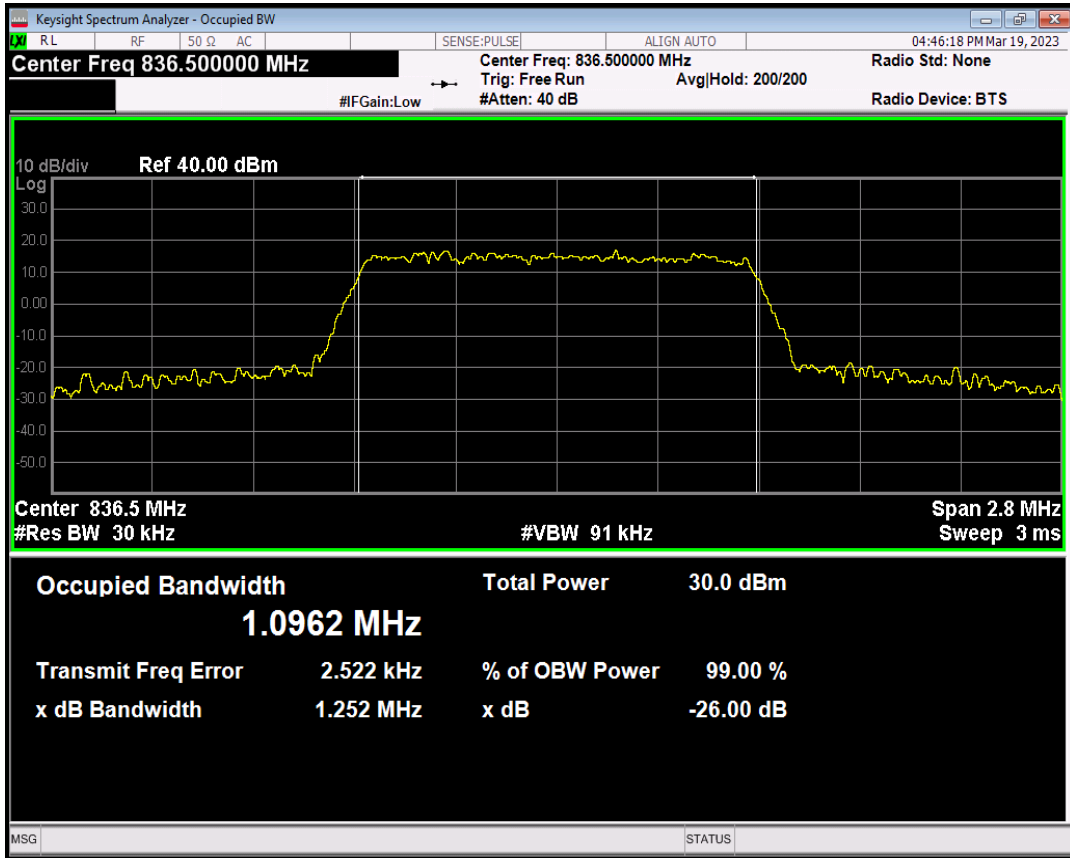 Keysight Spectrum Analyzer - Occupied BW
LXI RL RF 50 Ω AC SENSE:PULSE ALIGN AUTO 04:46:18 PM Mar 19, 2023
Center Freq 836.500000 MHz Center Freq: 836.500000 MHz Radio Std: None
Trig: Free Run Avg|Hold: 200/200
#IFGain:Low #Atten: 40 dB Radio Device: BTS
10 dB/div Ref 40.00 dBm
Log
30.0
20.0
10.0
0.00
-10.0
-20.0
-30.0
-40.0
-50.0
Center 836.5 MHz Span 2.8 MHz
#Res BW 30 kHz #VBW 91 kHz Sweep 3 ms
Occupied Bandwidth Total Power 30.0 dBm
1.0962 MHz
Transmit Freq Error 2.522 kHz % of OBW Power 99.00 %
x dB Bandwidth 1.252 MHz x dB -26.00 dB
MSG STATUS